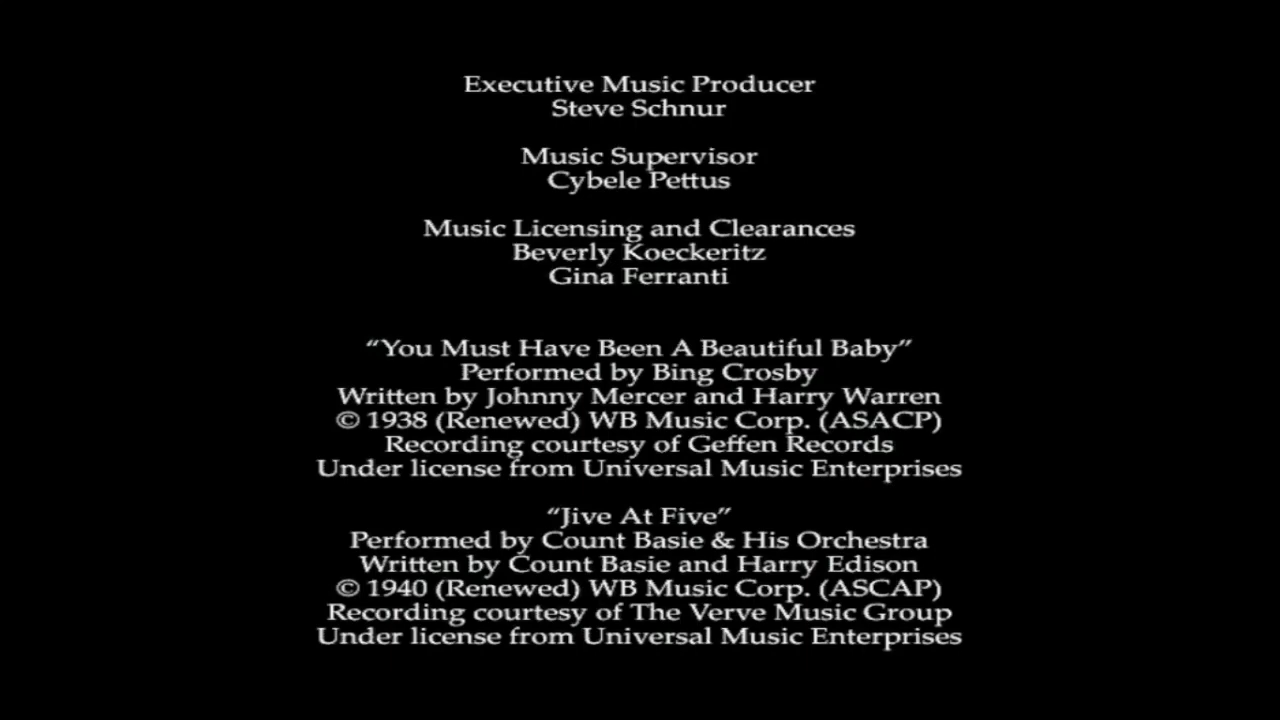 Executive Music Producer
Steve Schnur
Music Supervisor
Cybele Pettus
Music Licensing and Clearances
Beverly Koeckeritz
Gina Ferranti
“You Must Have Been A Beautiful Baby”
Performed by Bing Crosby
Written by Johnny Mercer and Harry Warren
© 1938 (Renewed) WB Music Corp. (ASACP)
Recording courtesy of Geffen Records
Under license from Universal Music Enterprises
“Jive At Five”
Performed by Count Basie & His Orchestra
Written by Count Basie and Harry Edison
© 1940 (Renewed) WB Music Corp. (ASCAP)
Recording courtesy of The Verve Music Group
Under license from Universal Music Enterprises